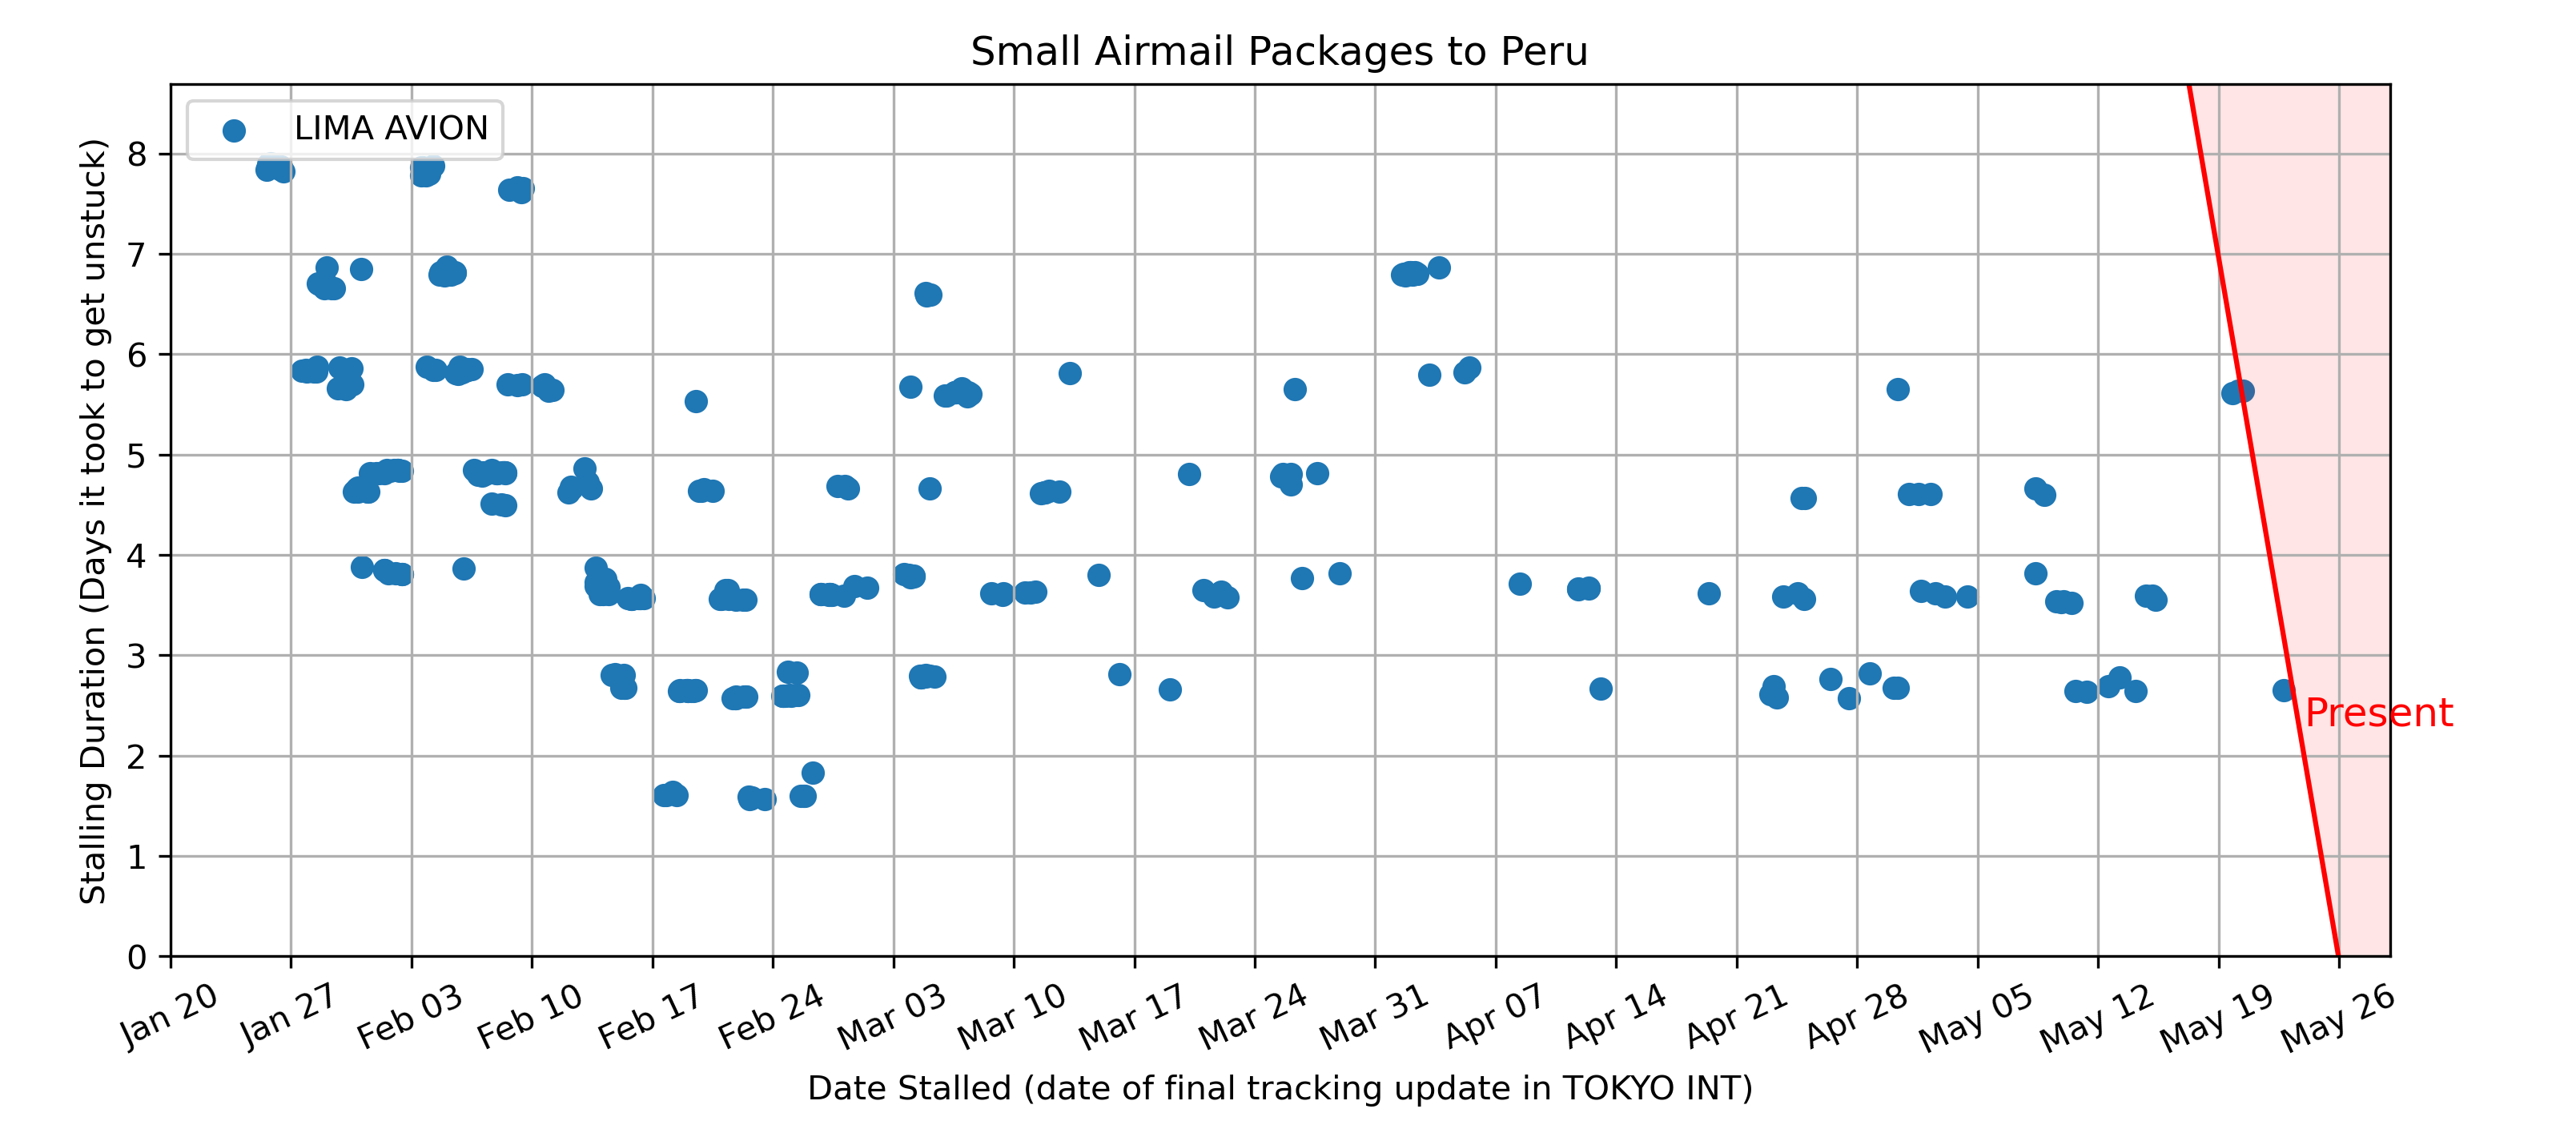 Small Airmail Packages to Peru
LIMA AVION
Stalling Duration (Days it took to get unstuck)
8
7
6
5
4
3
2
1
0
Present
Jan 20
Jan 27
Feb 03
Feb 10
Feb 17
Feb 24
Mar 03
Mar 10
Mar 17
Mar 24
Mar 31
Apr 07
Apr 14
Apr 21
Apr 28
May 05
May 12
May 19
May 26
Date Stalled (date of final tracking update in TOKYO INT)